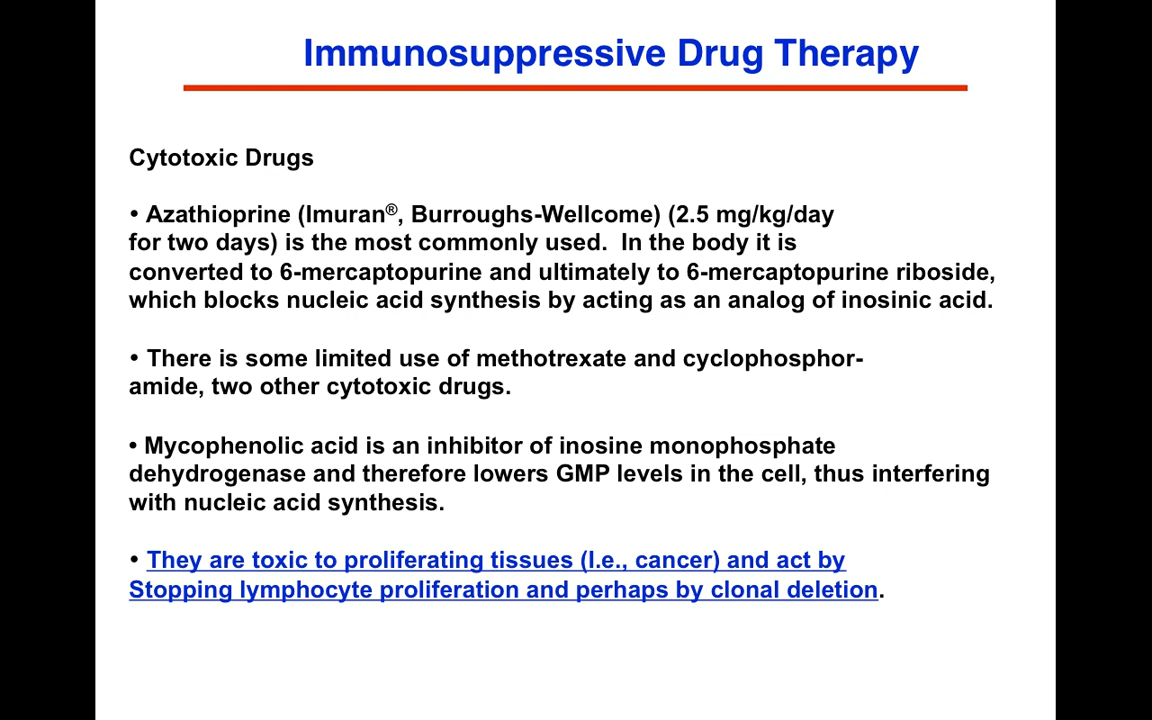 Immunosuppressive Drug Therapy
Cytotoxic Drugs
• Azathioprine (Imuran®, Burroughs-Wellcome) (2.5 mg/kg/day
for two days) is the most commonly used.  In the body it is
converted to 6-mercaptopurine and ultimately to 6-mercaptopurine riboside,
which blocks nucleic acid synthesis by acting as an analog of inosinic acid.
• There is some limited use of methotrexate and cyclophosphor-
amide, two other cytotoxic drugs.
• Mycophenolic acid is an inhibitor of inosine monophosphate
dehydrogenase and therefore lowers GMP levels in the cell, thus interfering
with nucleic acid synthesis.
• They are toxic to proliferating tissues (I.e., cancer) and act by
Stopping lymphocyte proliferation and perhaps by clonal deletion.